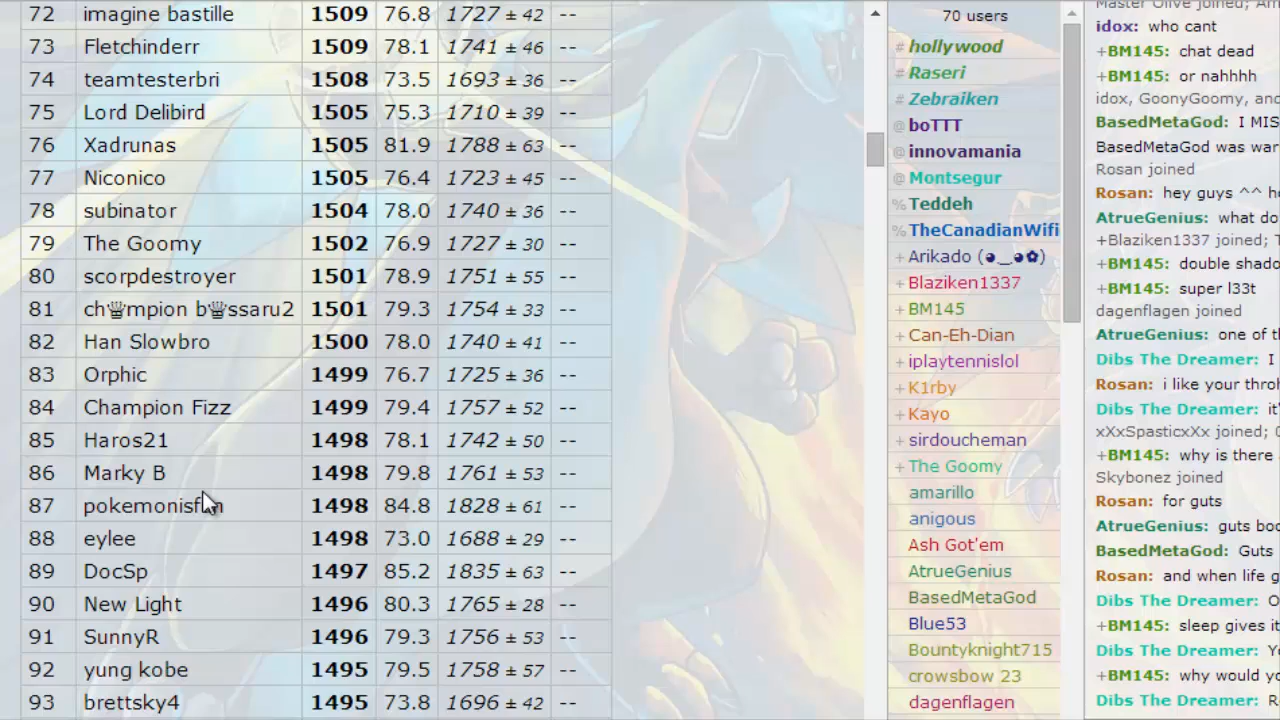 72 imagine bastille 1509 76.8 1727 ± 42 --
73 Fletchinderr 1509 78.1 1741 ± 46 --
74 teamtesterbri 1508 73.5 1693 ± 36 --
75 Lord Delibird 1505 75.3 1710 ± 39 --
76 Xadrunas 1505 81.9 1788 ± 63 --
77 Niconico 1505 76.4 1723 ± 45 --
78 subinator 1504 78.0 1740 ± 36 --
79 The Goomy 1502 76.9 1727 ± 30 --
80 scorpdestroyer 1501 78.9 1751 ± 55 --
81 ch♕mpion b♕ssaru2 1501 79.3 1754 ± 33 --
82 Han Slowbro 1500 78.0 1740 ± 41 --
83 Orphic 1499 76.7 1725 ± 36 --
84 Champion Fizz 1499 79.4 1757 ± 52 --
85 Haros21 1498 78.1 1742 ± 50 --
86 Marky B 1498 79.8 1761 ± 53 --
87 1498 84.8 1828 ± 61 --
88 eylee 1498 73.0 1688 ± 29 --
89 DocSp 1497 85.2 1835 ± 63 --
90 New Light 1496 80.3 1765 ± 28 --
91 SunnyR 1496 79.3 1756 ± 53 --
92 yung kobe 1495 79.5 1758 ± 57 --
93 brettsky4 1495 73.8 1696 ± 42 --
70 users
# hollywood
# Raseri
# Zebraiken
@ boTTT
@ innovamania
@ Montsegur
% Teddeh
% TheCanadianWifi
+ Arikado (◕‿◕✿)
+ Blaziken1337
+ BM145
+ Can-Eh-Dian
+ iplaytennislol
+ K1rby
+ Kayo
+ sirdoucheman
+ The Goomy
amarillo
anigous
Ash Got'em
AtrueGenius
BasedMetaGod
Blue53
Bountyknight715
crowsbow 23
dagenflagen
Master Olive joined;
idox: who cant
+BM145: chat dead
+BM145: or nahhhh
idox, GoonyGoomy, and
BasedMetaGod: I MIS
BasedMetaGod was war
Rosan joined
Rosan: hey guys ^^
AtrueGenius: what do
+Blaziken1337 joined;
+BM145: double shado
+BM145: super l33t
dagenflagen joined
AtrueGenius: one of
Dibs The Dreamer: I
Rosan: i like your
Dibs The Dreamer:
xXxSpasticxXx joined;
+BM145: why is there
Skybonez joined
Rosan: for guts
AtrueGenius: guts
BasedMetaGod: Guts
Rosan: and when life
Dibs The Dreamer:
+BM145: sleep gives
Dibs The Dreamer:
+BM145: why would
Dibs The Dreamer: